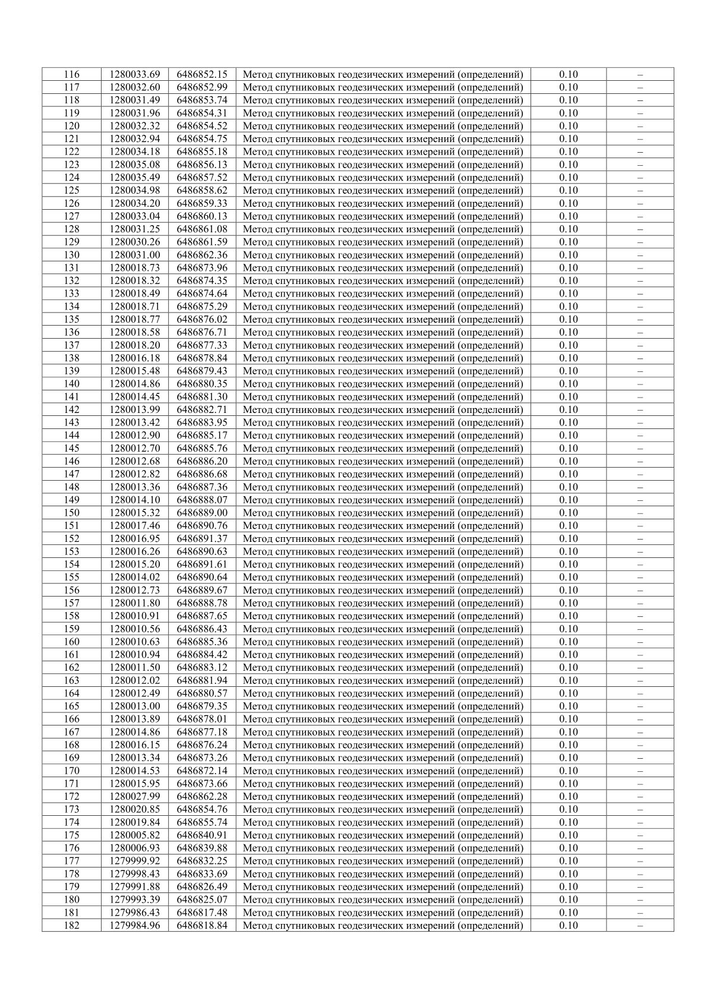 116 1280033.69 6486852.15 Метод спутниковых геодезических измерений (определений) 0.10 –
117 1280032.60 6486852.99 Метод спутниковых геодезических измерений (определений) 0.10 –
118 1280031.49 6486853.74 Метод спутниковых геодезических измерений (определений) 0.10 –
119 1280031.96 6486854.31 Метод спутниковых геодезических измерений (определений) 0.10 –
120 1280032.32 6486854.52 Метод спутниковых геодезических измерений (определений) 0.10 –
121 1280032.94 6486854.75 Метод спутниковых геодезических измерений (определений) 0.10 –
122 1280034.18 6486855.18 Метод спутниковых геодезических измерений (определений) 0.10 –
123 1280035.08 6486856.13 Метод спутниковых геодезических измерений (определений) 0.10 –
124 1280035.49 6486857.52 Метод спутниковых геодезических измерений (определений) 0.10 –
125 1280034.98 6486858.62 Метод спутниковых геодезических измерений (определений) 0.10 –
126 1280034.20 6486859.33 Метод спутниковых геодезических измерений (определений) 0.10 –
127 1280033.04 6486860.13 Метод спутниковых геодезических измерений (определений) 0.10 –
128 1280031.25 6486861.08 Метод спутниковых геодезических измерений (определений) 0.10 –
129 1280030.26 6486861.59 Метод спутниковых геодезических измерений (определений) 0.10 –
130 1280031.00 6486862.36 Метод спутниковых геодезических измерений (определений) 0.10 –
131 1280018.73 6486873.96 Метод спутниковых геодезических измерений (определений) 0.10 –
132 1280018.32 6486874.35 Метод спутниковых геодезических измерений (определений) 0.10 –
133 1280018.49 6486874.64 Метод спутниковых геодезических измерений (определений) 0.10 –
134 1280018.71 6486875.29 Метод спутниковых геодезических измерений (определений) 0.10 –
135 1280018.77 6486876.02 Метод спутниковых геодезических измерений (определений) 0.10 –
136 1280018.58 6486876.71 Метод спутниковых геодезических измерений (определений) 0.10 –
137 1280018.20 6486877.33 Метод спутниковых геодезических измерений (определений) 0.10 –
138 1280016.18 6486878.84 Метод спутниковых геодезических измерений (определений) 0.10 –
139 1280015.48 6486879.43 Метод спутниковых геодезических измерений (определений) 0.10 –
140 1280014.86 6486880.35 Метод спутниковых геодезических измерений (определений) 0.10 –
141 1280014.45 6486881.30 Метод спутниковых геодезических измерений (определений) 0.10 –
142 1280013.99 6486882.71 Метод спутниковых геодезических измерений (определений) 0.10 –
143 1280013.42 6486883.95 Метод спутниковых геодезических измерений (определений) 0.10 –
144 1280012.90 6486885.17 Метод спутниковых геодезических измерений (определений) 0.10 –
145 1280012.70 6486885.76 Метод спутниковых геодезических измерений (определений) 0.10 –
146 1280012.68 6486886.20 Метод спутниковых геодезических измерений (определений) 0.10 –
147 1280012.82 6486886.68 Метод спутниковых геодезических измерений (определений) 0.10 –
148 1280013.36 6486887.36 Метод спутниковых геодезических измерений (определений) 0.10 –
149 1280014.10 6486888.07 Метод спутниковых геодезических измерений (определений) 0.10 –
150 1280015.32 6486889.00 Метод спутниковых геодезических измерений (определений) 0.10 –
151 1280017.46 6486890.76 Метод спутниковых геодезических измерений (определений) 0.10 –
152 1280016.95 6486891.37 Метод спутниковых геодезических измерений (определений) 0.10 –
153 1280016.26 6486890.63 Метод спутниковых геодезических измерений (определений) 0.10 –
154 1280015.20 6486891.61 Метод спутниковых геодезических измерений (определений) 0.10 –
155 1280014.02 6486890.64 Метод спутниковых геодезических измерений (определений) 0.10 –
156 1280012.73 6486889.67 Метод спутниковых геодезических измерений (определений) 0.10 –
157 1280011.80 6486888.78 Метод спутниковых геодезических измерений (определений) 0.10 –
158 1280010.91 6486887.65 Метод спутниковых геодезических измерений (определений) 0.10 –
159 1280010.56 6486886.43 Метод спутниковых геодезических измерений (определений) 0.10 –
160 1280010.63 6486885.36 Метод спутниковых геодезических измерений (определений) 0.10 –
161 1280010.94 6486884.42 Метод спутниковых геодезических измерений (определений) 0.10 –
162 1280011.50 6486883.12 Метод спутниковых геодезических измерений (определений) 0.10 –
163 1280012.02 6486881.94 Метод спутниковых геодезических измерений (определений) 0.10 –
164 1280012.49 6486880.57 Метод спутниковых геодезических измерений (определений) 0.10 –
165 1280013.00 6486879.35 Метод спутниковых геодезических измерений (определений) 0.10 –
166 1280013.89 6486878.01 Метод спутниковых геодезических измерений (определений) 0.10 –
167 1280014.86 6486877.18 Метод спутниковых геодезических измерений (определений) 0.10 –
168 1280016.15 6486876.24 Метод спутниковых геодезических измерений (определений) 0.10 –
169 1280013.34 6486873.26 Метод спутниковых геодезических измерений (определений) 0.10 –
170 1280014.53 6486872.14 Метод спутниковых геодезических измерений (определений) 0.10 –
171 1280015.95 6486873.66 Метод спутниковых геодезических измерений (определений) 0.10 –
172 1280027.99 6486862.28 Метод спутниковых геодезических измерений (определений) 0.10 –
173 1280020.85 6486854.76 Метод спутниковых геодезических измерений (определений) 0.10 –
174 1280019.84 6486855.74 Метод спутниковых геодезических измерений (определений) 0.10 –
175 1280005.82 6486840.91 Метод спутниковых геодезических измерений (определений) 0.10 –
176 1280006.93 6486839.88 Метод спутниковых геодезических измерений (определений) 0.10 –
177 1279999.92 6486832.25 Метод спутниковых геодезических измерений (определений) 0.10 –
178 1279998.43 6486833.69 Метод спутниковых геодезических измерений (определений) 0.10 –
179 1279991.88 6486826.49 Метод спутниковых геодезических измерений (определений) 0.10 –
180 1279993.39 6486825.07 Метод спутниковых геодезических измерений (определений) 0.10 –
181 1279986.43 6486817.48 Метод спутниковых геодезических измерений (определений) 0.10 –
182 1279984.96 6486818.84 Метод спутниковых геодезических измерений (определений) 0.10 –